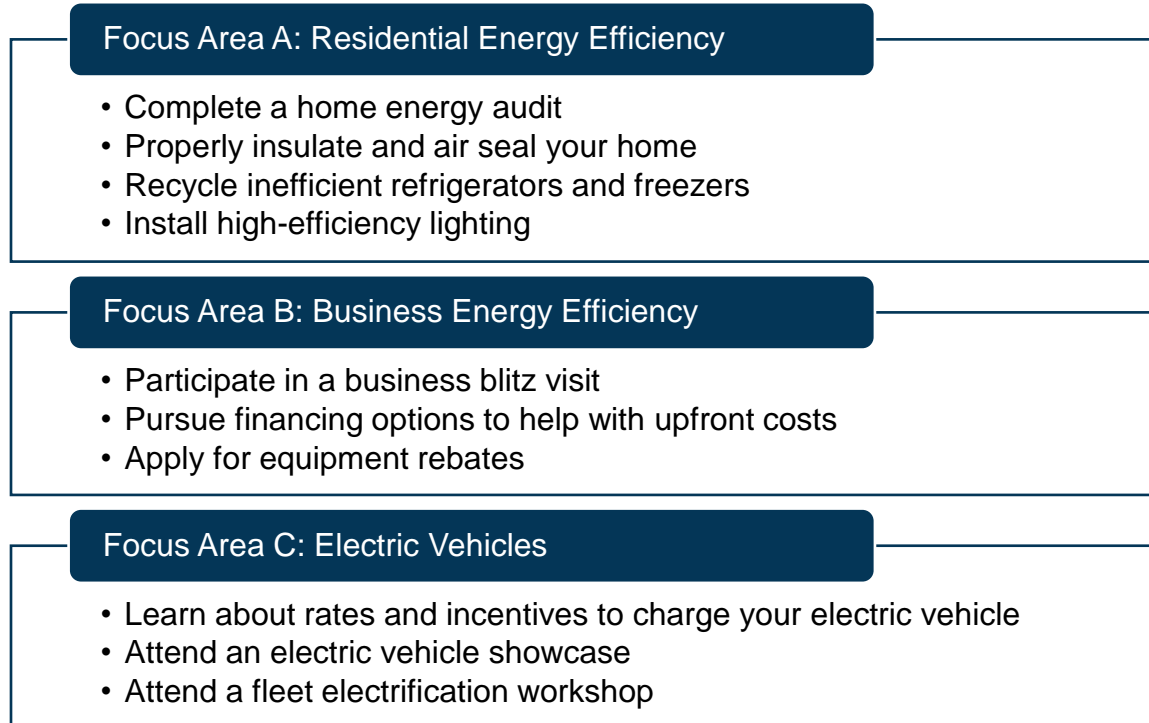 Focus Area A: Residential Energy Efficiency
• Complete a home energy audit
• Properly insulate and air seal your home
• Recycle inefficient refrigerators and freezers
• Install high-efficiency lighting
Focus Area B: Business Energy Efficiency
• Participate in a business blitz visit
• Pursue financing options to help with upfront costs
• Apply for equipment rebates
Focus Area C: Electric Vehicles
• Learn about rates and incentives to charge your electric vehicle
• Attend an electric vehicle showcase
• Attend a fleet electrification workshop